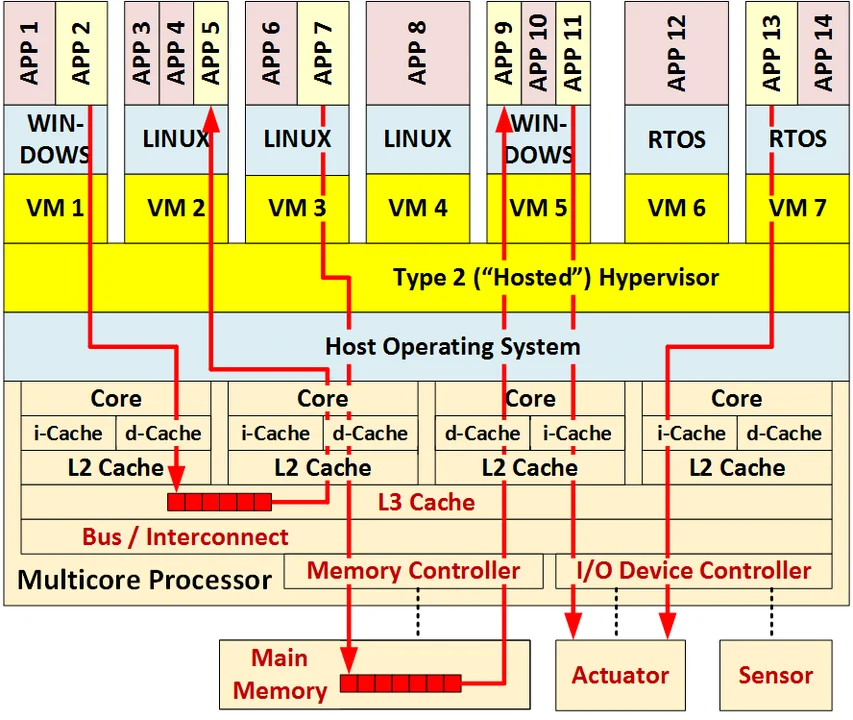 APP 1
APP 2
APP 3
APP 4
APP 5
APP 6
APP 7
APP 8
APP 9
APP 10
APP 11
APP 12
APP 13
APP 14
WIN-
DOWS
LINUX
LINUX
LINUX
WIN-
DOWS
RTOS
RTOS
VM 1
VM 2
VM 3
VM 4
VM 5
VM 6
VM 7
Type 2 (“Hosted”) Hypervisor
Host Operating System
Core
Core
Core
Core
i-Cache
d-Cache
i-Cache
d-Cache
d-Cache
i-Cache
i-Cache
d-Cache
L2 Cache
L2 Cache
L2 Cache
L2 Cache
L3 Cache
Bus / Interconnect
Multicore Processor
Memory Controller
I/O Device Controller
Main
Memory
Actuator
Sensor